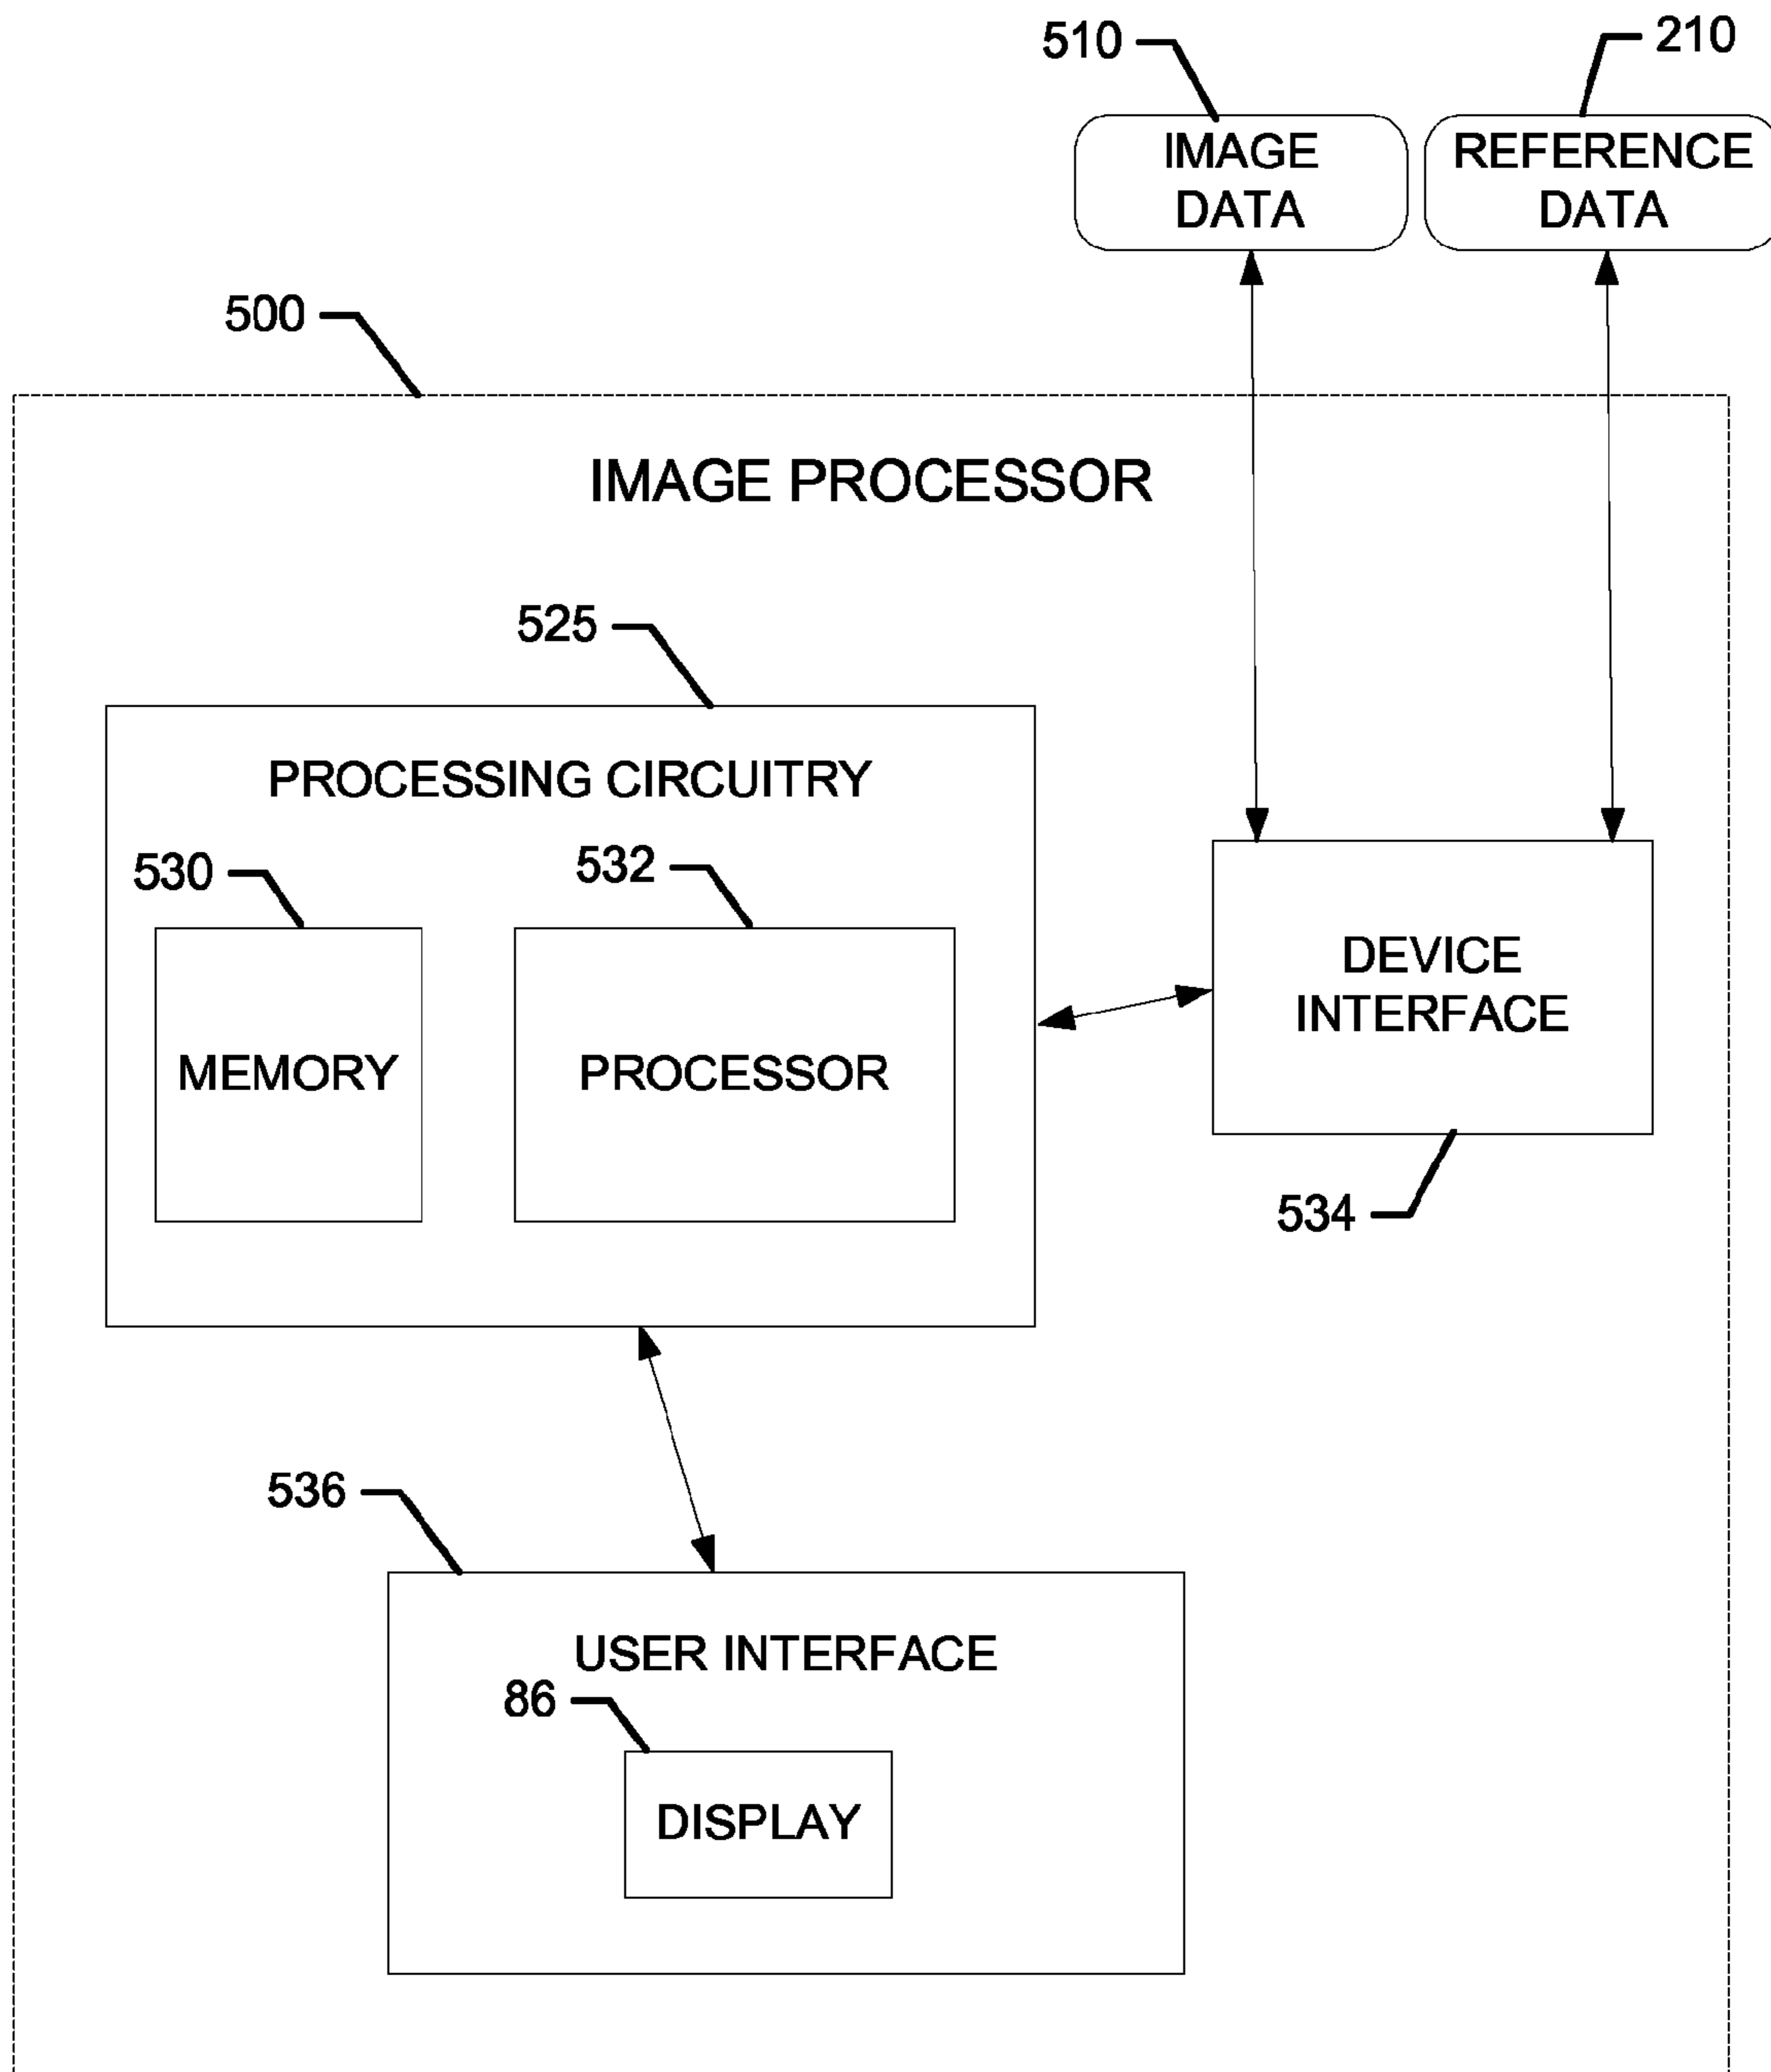 510
210
IMAGE
DATA
REFERENCE
DATA
500
IMAGE PROCESSOR
525
PROCESSING CIRCUITRY
530
532
MEMORY
PROCESSOR
DEVICE
INTERFACE
534
536
USER INTERFACE
86
DISPLAY